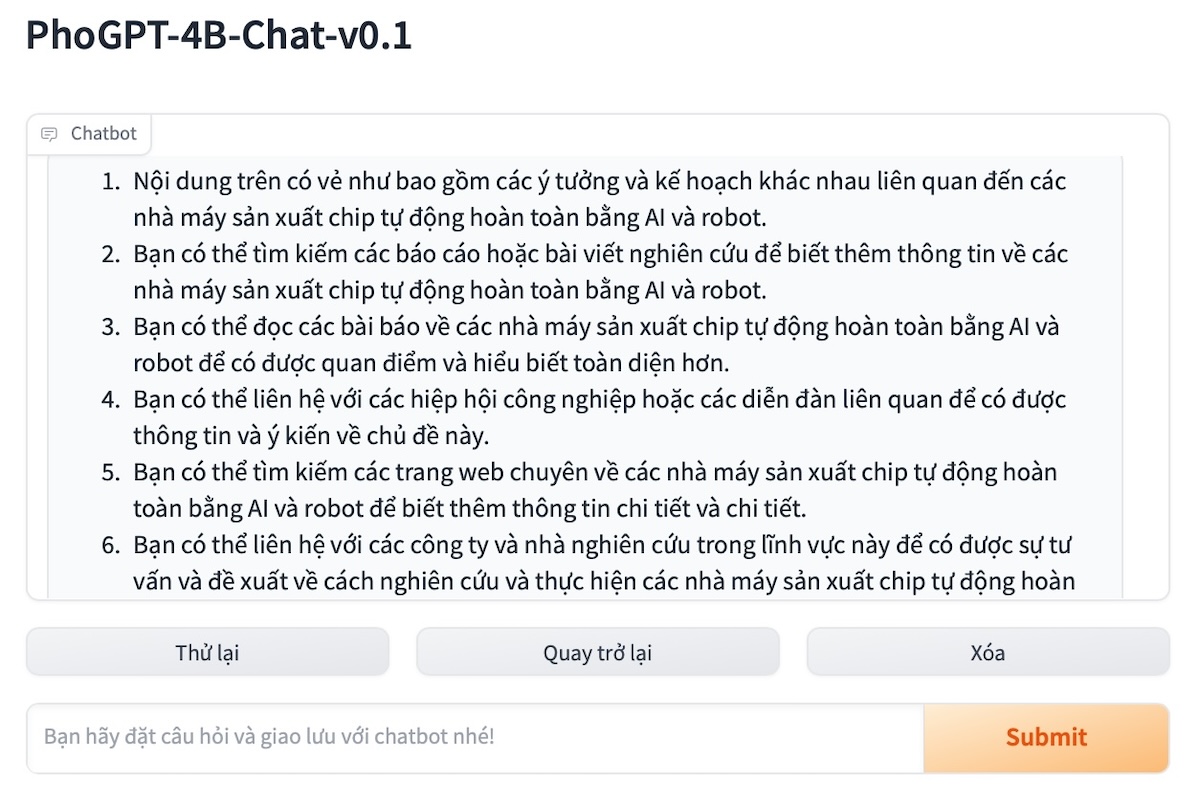 PhoGPT-4B-Chat-v0.1
Chatbot
1. Nội dung trên có vẻ như bao gồm các ý tưởng và kế hoạch khác nhau liên quan đến các
nhà máy sản xuất chip tự động hoàn toàn bằng AI và robot.
2. Bạn có thể tìm kiếm các báo cáo hoặc bài viết nghiên cứu để biết thêm thông tin về các
nhà máy sản xuất chip tự động hoàn toàn bằng AI và robot.
3. Bạn có thể đọc các bài báo về các nhà máy sản xuất chip tự động hoàn toàn bằng AI và
robot để có được quan điểm và hiểu biết toàn diện hơn.
4. Bạn có thể liên hệ với các hiệp hội công nghiệp hoặc các diễn đàn liên quan để có được
thông tin và ý kiến về chủ đề này.
5. Bạn có thể tìm kiếm các trang web chuyên về các nhà máy sản xuất chip tự động hoàn
toàn bằng AI và robot để biết thêm thông tin chi tiết và chi tiết.
6. Bạn có thể liên hệ với các công ty và nhà nghiên cứu trong lĩnh vực này để có được sự tư
vấn và đề xuất về cách nghiên cứu và thực hiện các nhà máy sản xuất chip tự động hoàn
Thử lại
Quay trở lại
Xóa
Bạn hãy đặt câu hỏi và giao lưu với chatbot nhé!
Submit